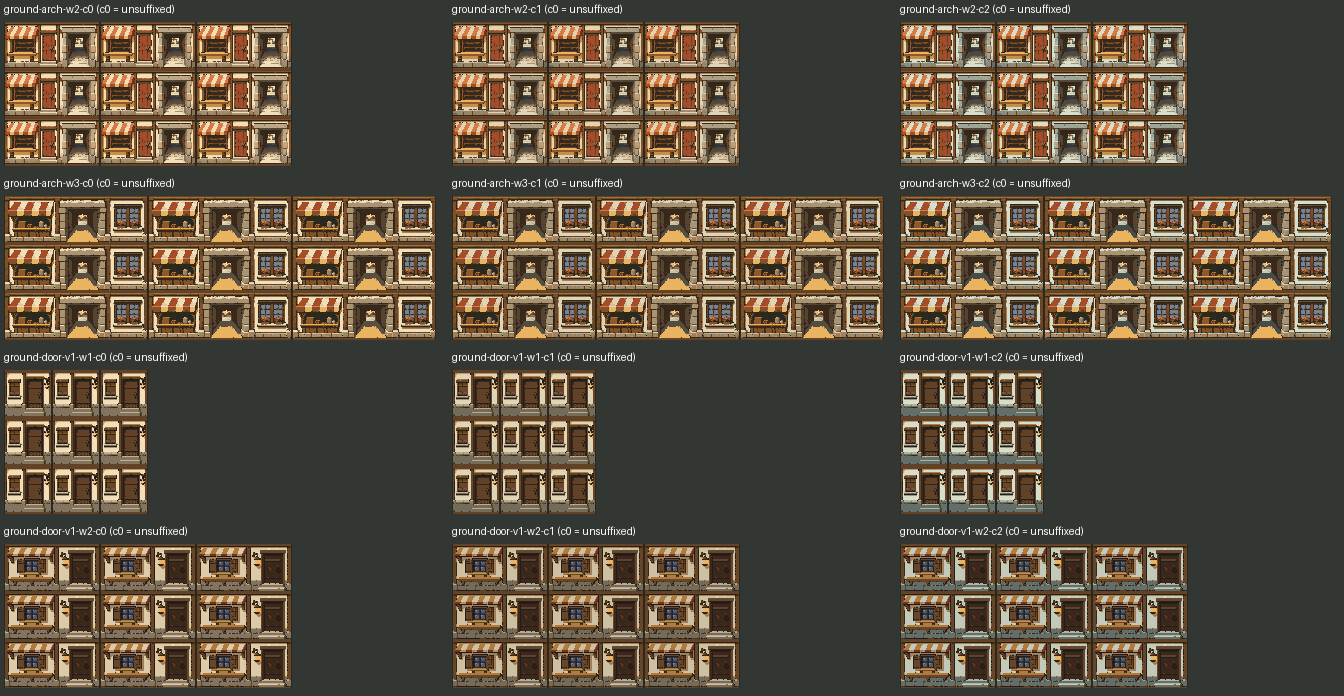 ground-arch-w2-c0 (c0 = unsuffixed)
ground-arch-w2-c1 (c0 = unsuffixed)
ground-arch-w2-c2 (c0 = unsuffixed)
ground-arch-w3-c0 (c0 = unsuffixed)
ground-arch-w3-c1 (c0 = unsuffixed)
ground-arch-w3-c2 (c0 = unsuffixed)
ground-door-v1-w1-c0 (c0 = unsuffixed)
ground-door-v1-w1-c1 (c0 = unsuffixed)
ground-door-v1-w1-c2 (c0 = unsuffixed)
ground-door-v1-w2-c0 (c0 = unsuffixed)
ground-door-v1-w2-c1 (c0 = unsuffixed)
ground-door-v1-w2-c2 (c0 = unsuffixed)